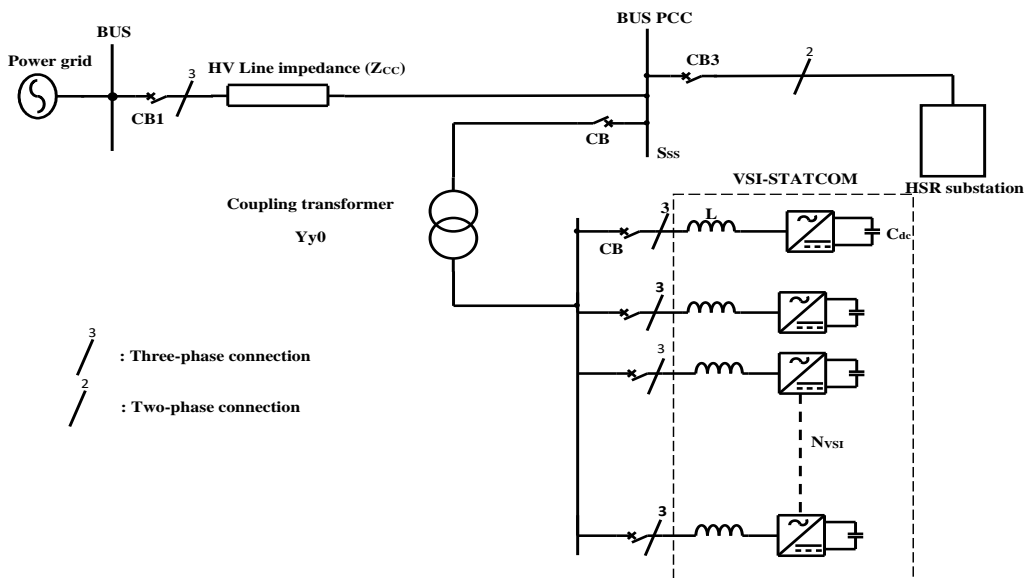 BUS
BUS PCC
Power grid
HV Line impedance (ZCC)
3
CB1
CB3
2
CB
SSS
HSR substation
VSI-STATCOM
Coupling transformer
Yy0
3
L
CB
Cdc
3
3
NVSI
3
3
: Three-phase connection
2
: Two-phase connection